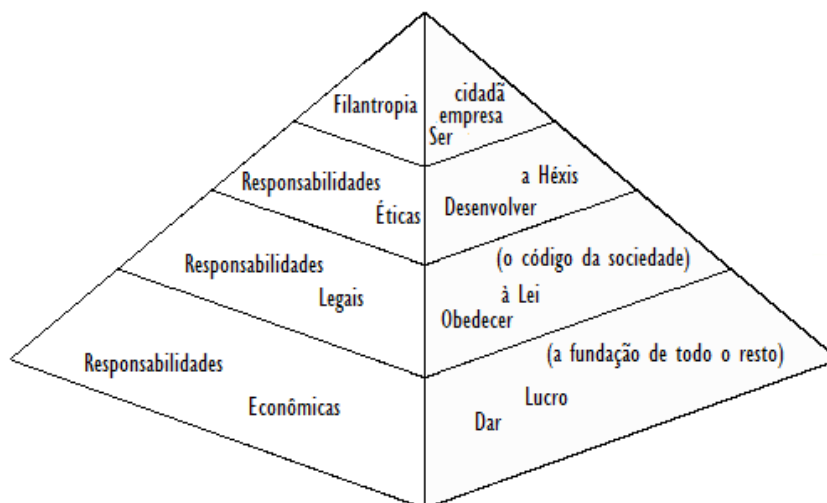 Filantropia
cidadã
empresa
Ser
Responsabilidades
Éticas
a Héxis
Desenvolver
Responsabilidades
Legais
(o código da sociedade)
à Lei
Obedecer
Responsabilidades
Econômicas
(a fundação de todo o resto)
Lucro
Dar